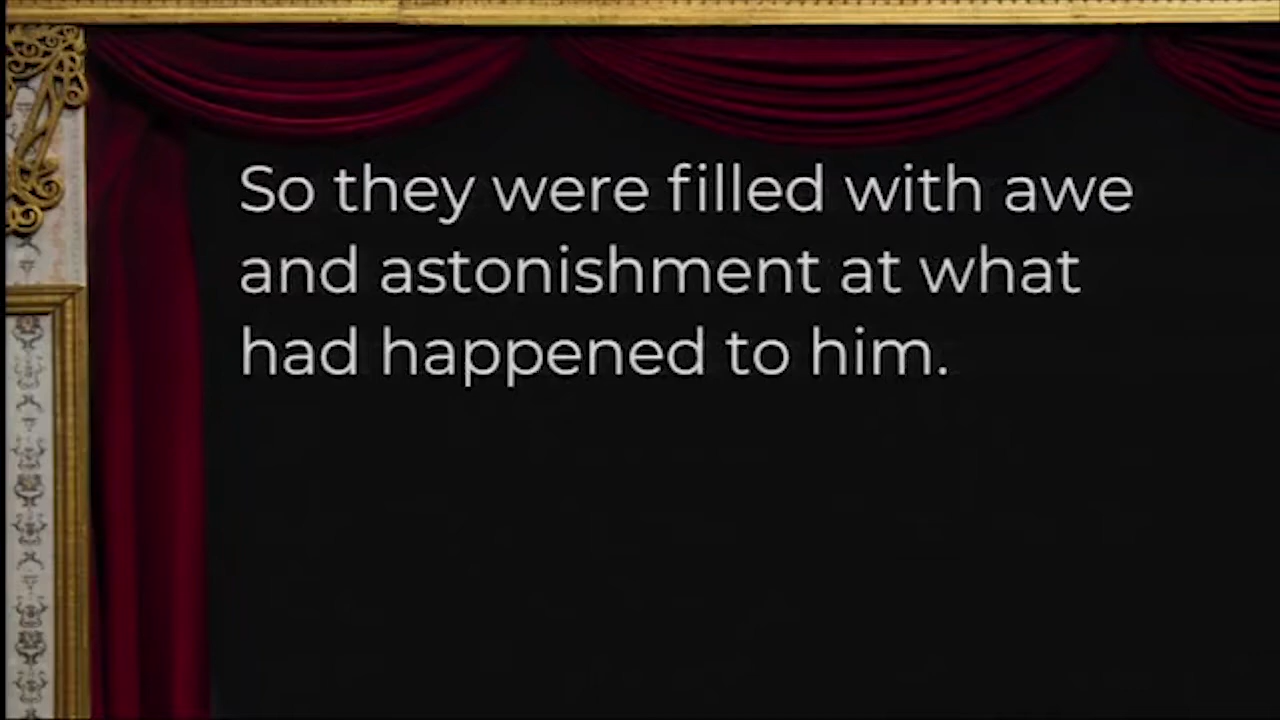 So they were filled with awe
and astonishment at what
had happened to him.